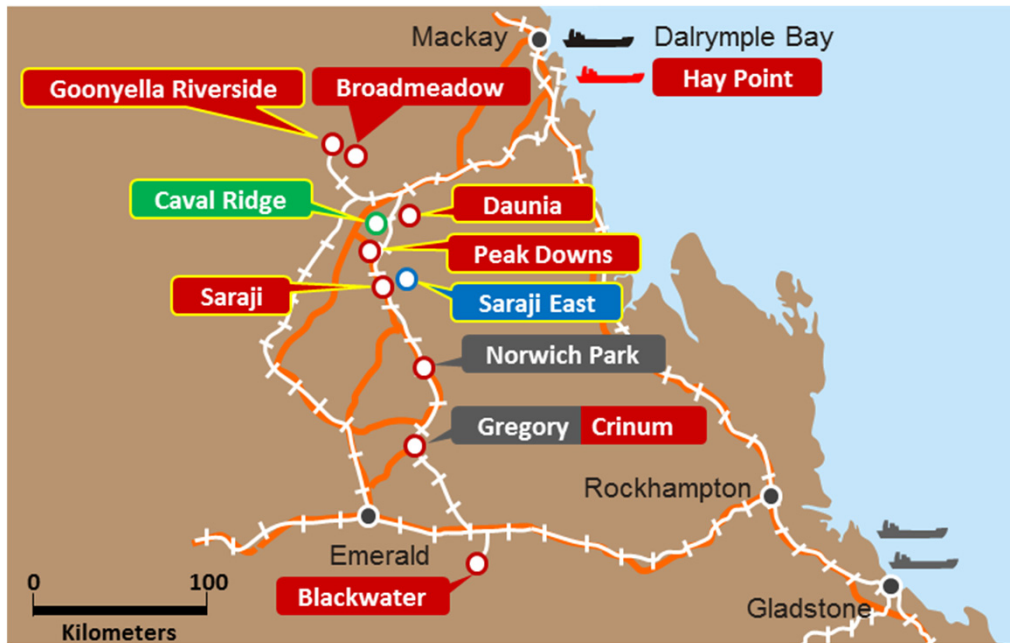 Mackay
Dalrymple Bay
Hay Point
Goonyella Riverside
Broadmeadow
Caval Ridge
Daunia
Peak Downs
Saraji
Saraji East
Norwich Park
Gregory Crinum
Rockhampton
Emerald
Blackwater
Gladstone
0 100
Kilometers